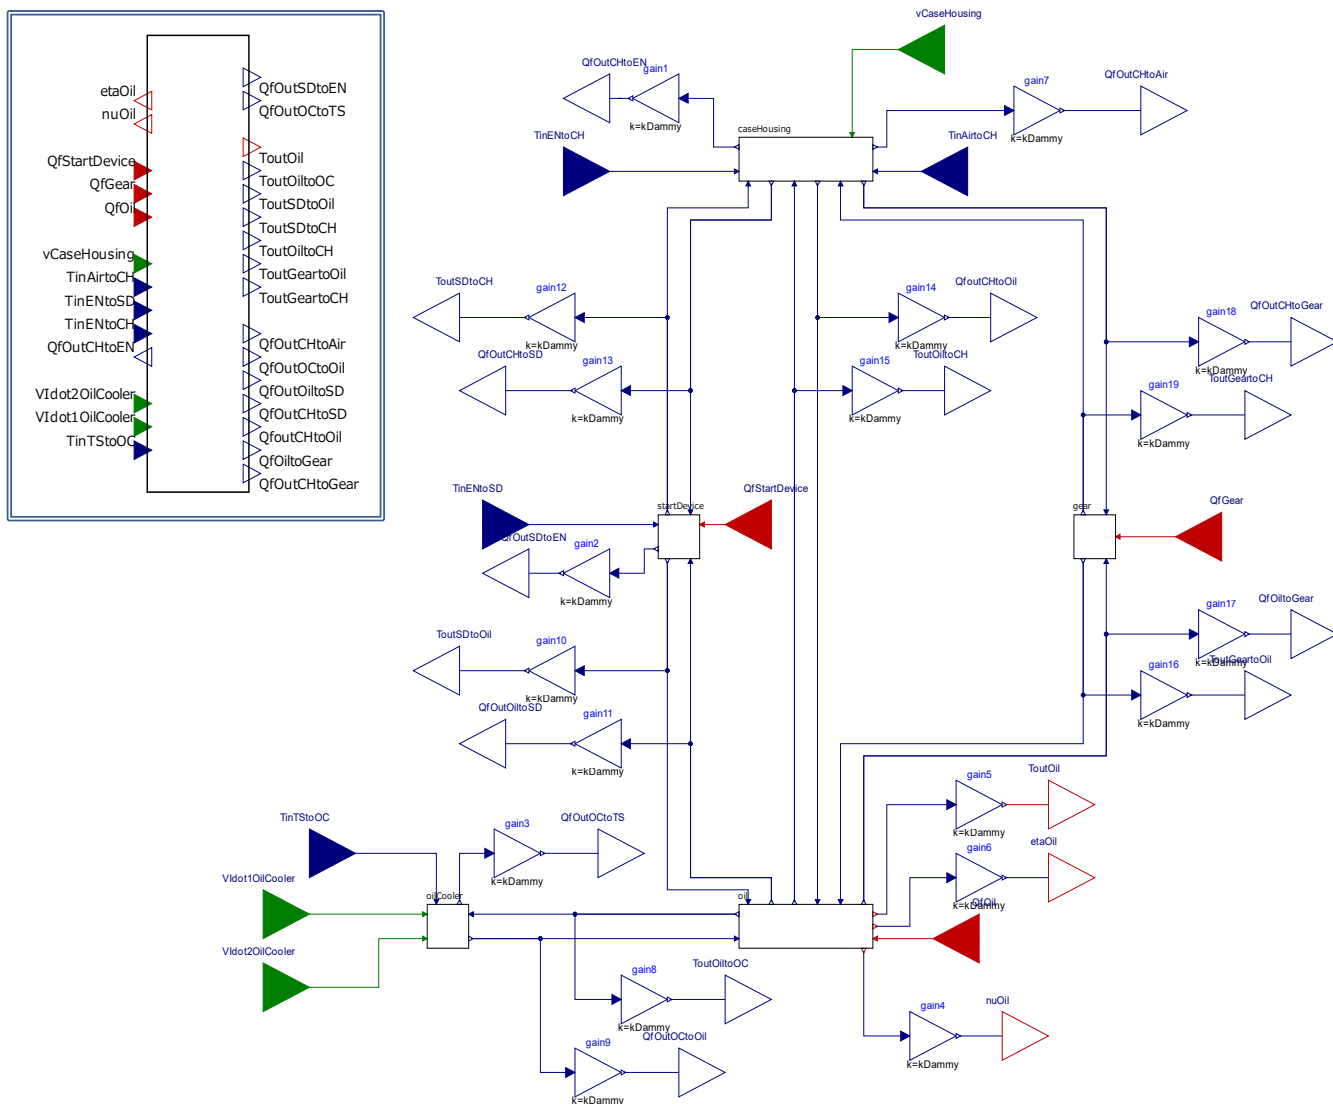 etaOil
nuOil
QfStartDevice
QfGear
QfOil
vCaseHousing
TinAirtoCH
TinENtoSD
TinENtoCH
QfOutCHtoEN
VIdot2OilCooler
VIdot1OilCooler
TinTStoOC
QfOutSDtoEN
QfOutOCtoTS
ToutOil
ToutOiltoOC
ToutSDtoOil
ToutSDtoCH
ToutOiltoCH
ToutGeartoOil
ToutGeartoCH
QfOutCHtoAir
QfOutOCtoOil
QfOutOiltoSD
QfOutCHtoSD
QfoutCHtoOil
QfOiltoGear
QfOutCHtoGear
vCaseHousing
QfOutCHtoEN
gain1
k=kDammy
gain7
k=kDammy
QfOutCHtoAir
TinENtoCH
caseHousing
TinAirtoCH
ToutSDtoCH
gain12
k=kDammy
QfOutCHtoSD
gain13
k=kDammy
gain14
k=kDammy
QfoutCHtoOil
gain15
k=kDammy
ToutOiltoCH
gain18
k=kDammy
QfOutCHtoGear
gain19
k=kDammy
ToutGeartoCH
TinENtoSD
startDevice
QfStartDevice
gear
QfGear
QfOutSDtoEN
gain2
k=kDammy
gain17
k=kDammy
QfOiltoGear
ToutSDtoOil
gain10
k=kDammy
gain16
k=kDammy
ToutGeartoOil
QfOutOiltoSD
gain11
k=kDammy
gain5
k=kDammy
ToutOil
TinTStoOC
gain3
k=kDammy
QfOutOCtoTS
gain6
k=kDammy
etaOil
VIdot1OilCooler
oilCooler
oil
QfOil
VIdot2OilCooler
gain8
k=kDammy
ToutOiltoOC
gain4
k=kDammy
nuOil
gain9
k=kDammy
QfOutOCtoOil